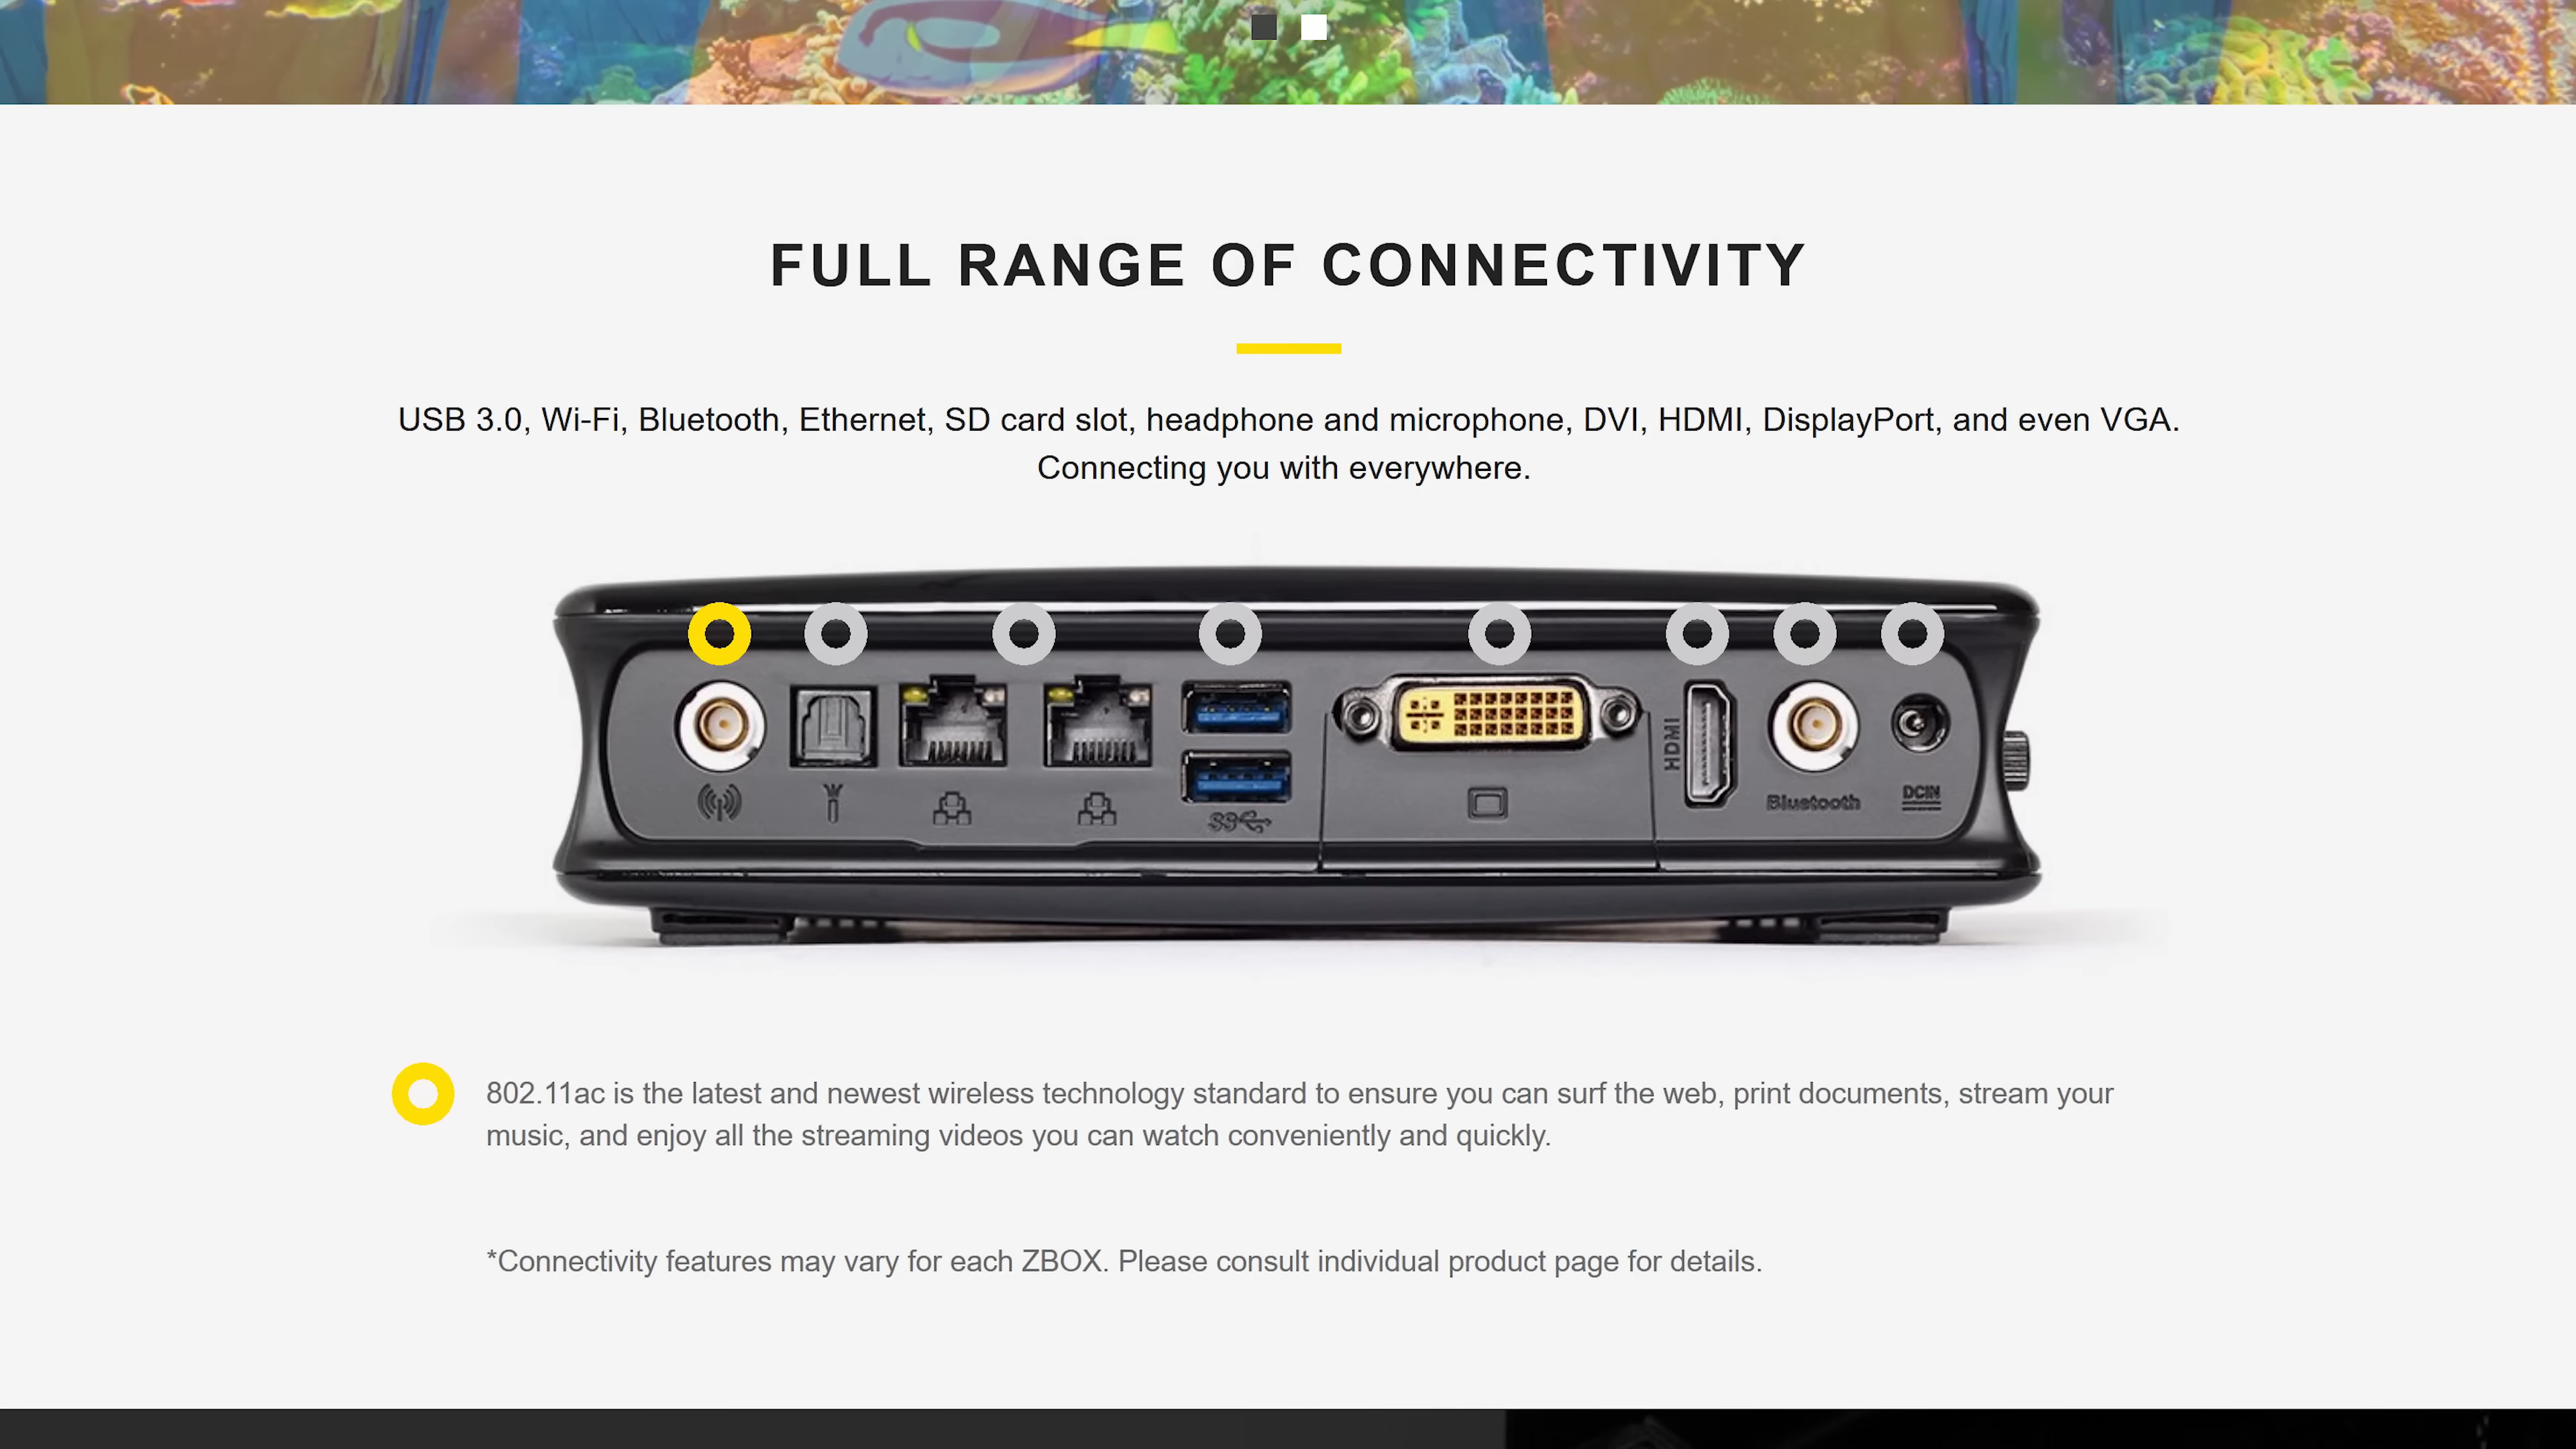 FULL RANGE OF CONNECTIVITY
USB 3.0, Wi-Fi, Bluetooth, Ethernet, SD card slot, headphone and microphone, DVI, HDMI, DisplayPort, and even VGA.
Connecting you with everywhere.
HDMI
Bluetooth
DCIN
SS
802.11ac is the latest and newest wireless technology standard to ensure you can surf the web, print documents, stream your
music, and enjoy all the streaming videos you can watch conveniently and quickly.
*Connectivity features may vary for each ZBOX. Please consult individual product page for details.